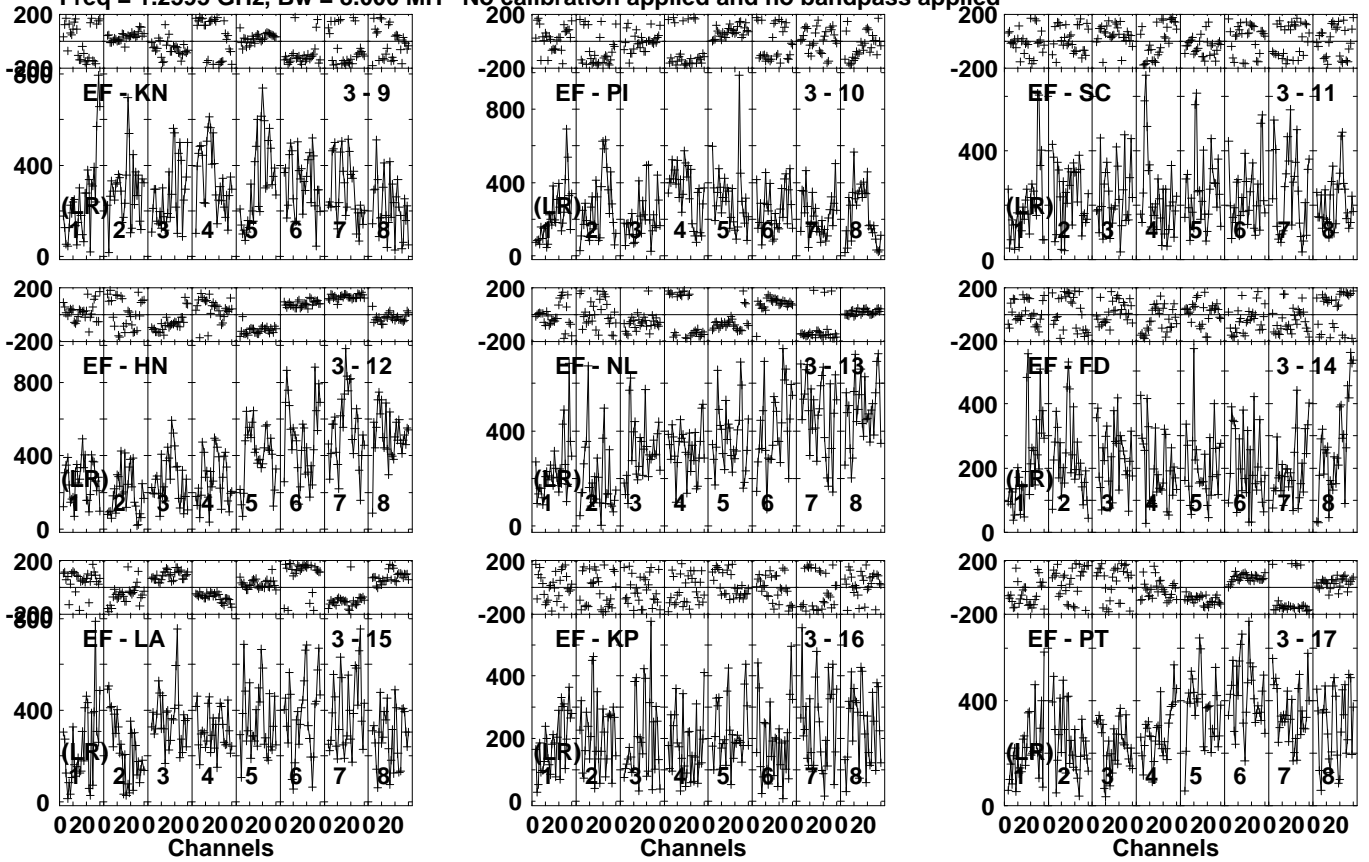 Freq = 1.2593 GHz, Bw = 8.000 MH No calibration applied and no bandpass applied
200 200 200
-200 -200 -200
800
EF - KN 3 - 9 EF - PI 3 - 10 EF - SC 3 - 11
800
400 400 400
(LR) (LR) (LR)
1 2 3 4 5 6 7 8 1 2 3 4 5 6 7 8 1 2 3 4 5 6 7 8
0 0 0
200 200 200
-200 -200 -200
EF - HN 3 - 12 EF - NL 3 - 13 EF - FD 3 - 14
800
400 400 400
200
(LR) (LR) (LR)
1 2 3 4 5 6 7 8 1 2 3 4 5 6 7 8 1 2 3 4 5 6 7 8
0 0 0
200 200 200
-200 -200 -200
800
EF - LA 3 - 15 EF - KP 3 - 16 EF - PT 3 - 17
400 400 400
200
(LR) (LR) (LR)
1 2 3 4 5 6 7 8 1 2 3 4 5 6 7 8 1 2 3 4 5 6 7 8
0 0 0
0 20 0 20 0 20 0 20 0 20 0 20 0 20 0 20 0 20 0 20 0 20 0 20 0 20 0 20 0 20 0 20 0 20 0 20 0 20 0 20 0 20 0 20 0 20 0 20
Channels Channels Channels